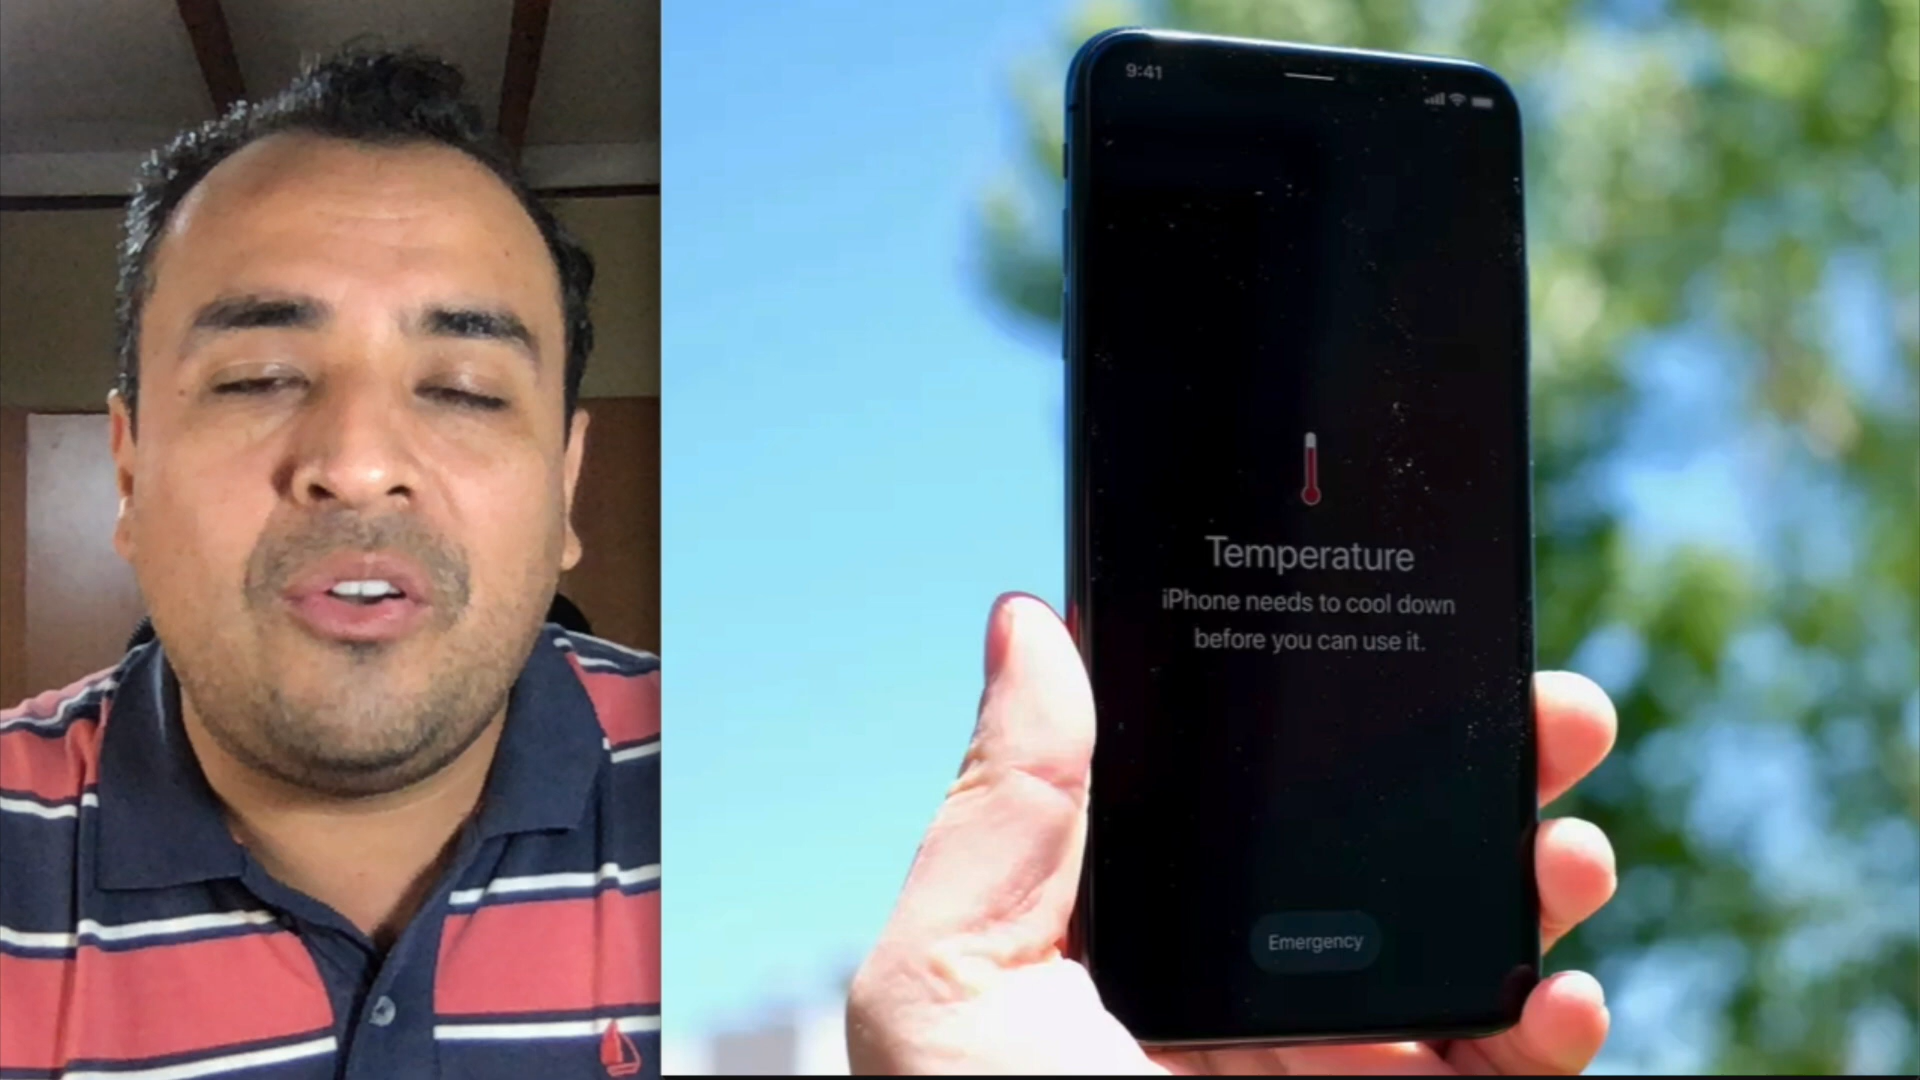 9:41
Temperature
iPhone needs to cool down
before you can use it.
Emergency